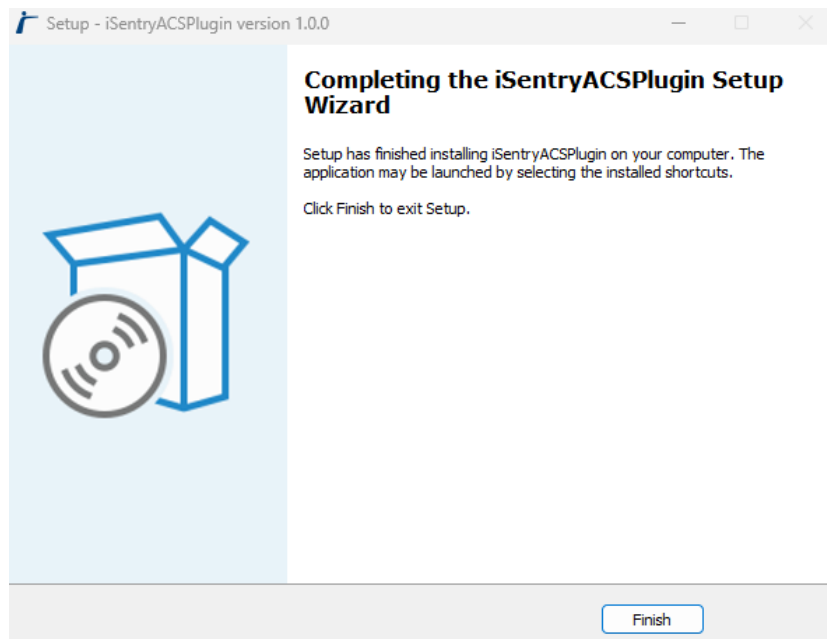 Setup - iSentryACSPlugin version 1.0.0
Completing the iSentryACSPlugin Setup
Wizard
Setup has finished installing iSentryACSPlugin on your computer. The
application may be launched by selecting the installed shortcuts.
Click Finish to exit Setup.
Finish